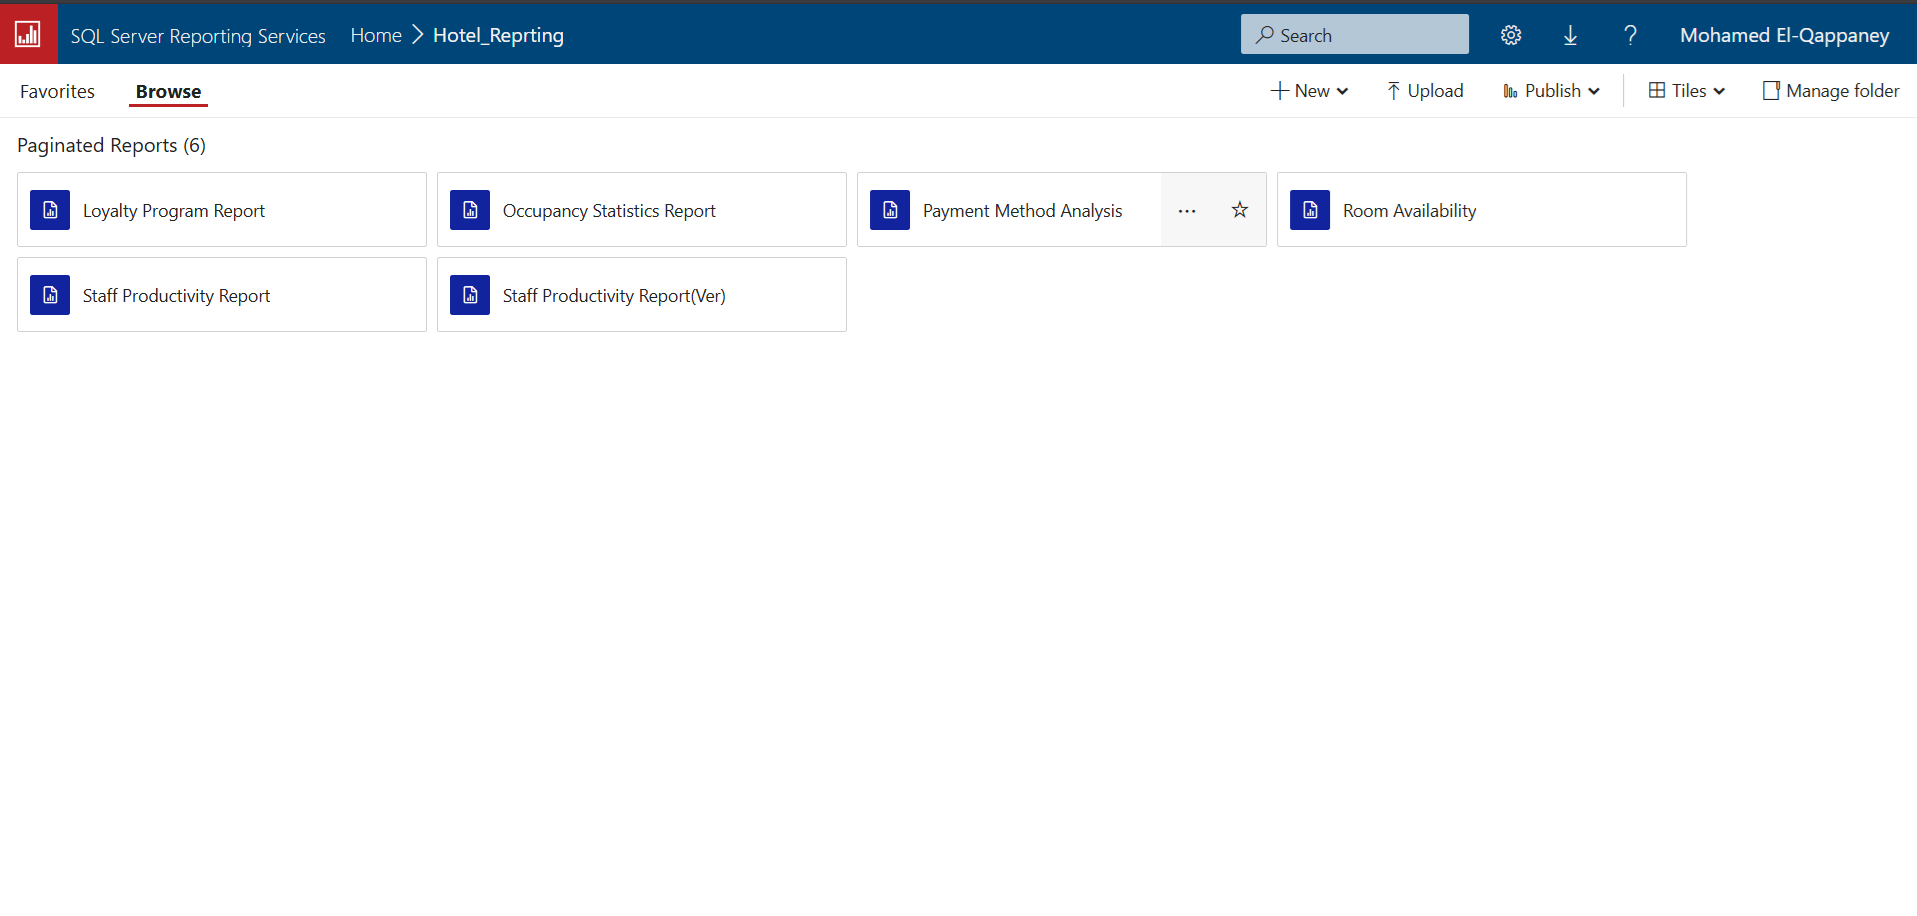 SQL Server Reporting Services Home > Hotel_Reprting Search ? Mohamed El-Qappaney
Favorites Browse New Upload Publish Tiles Manage folder
Paginated Reports (6)
Loyalty Program Report Occupancy Statistics Report Payment Method Analysis ... Room Availability
Staff Productivity Report Staff Productivity Report(Ver)